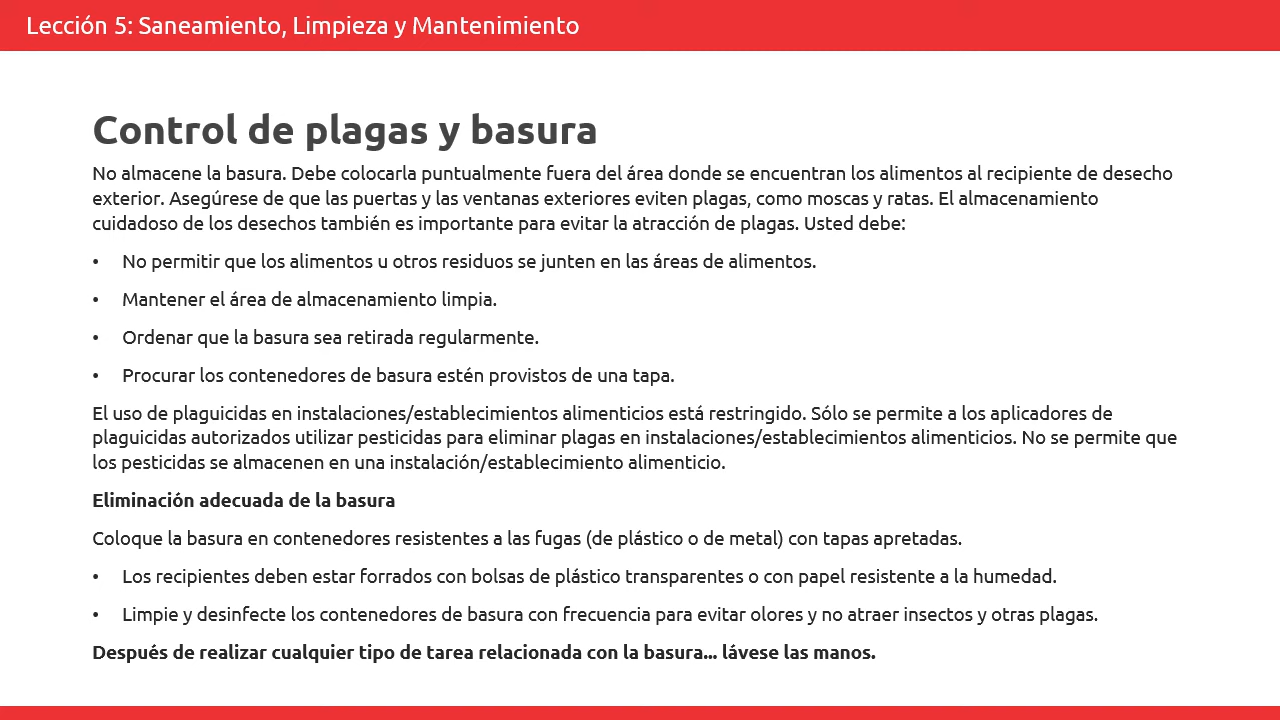 Lección 5: Saneamiento, Limpieza y Mantenimiento
Control de plagas y basura
No almacene la basura. Debe colocarla puntualmente fuera del área donde se encuentran los alimentos al recipiente de desecho
exterior. Asegúrese de que las puertas y las ventanas exteriores eviten plagas, como moscas y ratas. El almacenamiento
cuidadoso de los desechos también es importante para evitar la atracción de plagas. Usted debe:
• No permitir que los alimentos u otros residuos se junten en las áreas de alimentos.
• Mantener el área de almacenamiento limpia.
• Ordenar que la basura sea retirada regularmente.
• Procurar los contenedores de basura estén provistos de una tapa.
El uso de plaguicidas en instalaciones/establecimientos alimenticios está restringido. Sólo se permite a los aplicadores de
plaguicidas autorizados utilizar pesticidas para eliminar plagas en instalaciones/establecimientos alimenticios. No se permite que
los pesticidas se almacenen en una instalación/establecimiento alimenticio.
Eliminación adecuada de la basura
Coloque la basura en contenedores resistentes a las fugas (de plástico o de metal) con tapas apretadas.
• Los recipientes deben estar forrados con bolsas de plástico transparentes o con papel resistente a la humedad.
• Limpie y desinfecte los contenedores de basura con frecuencia para evitar olores y no atraer insectos y otras plagas.
Después de realizar cualquier tipo de tarea relacionada con la basura... lávese las manos.